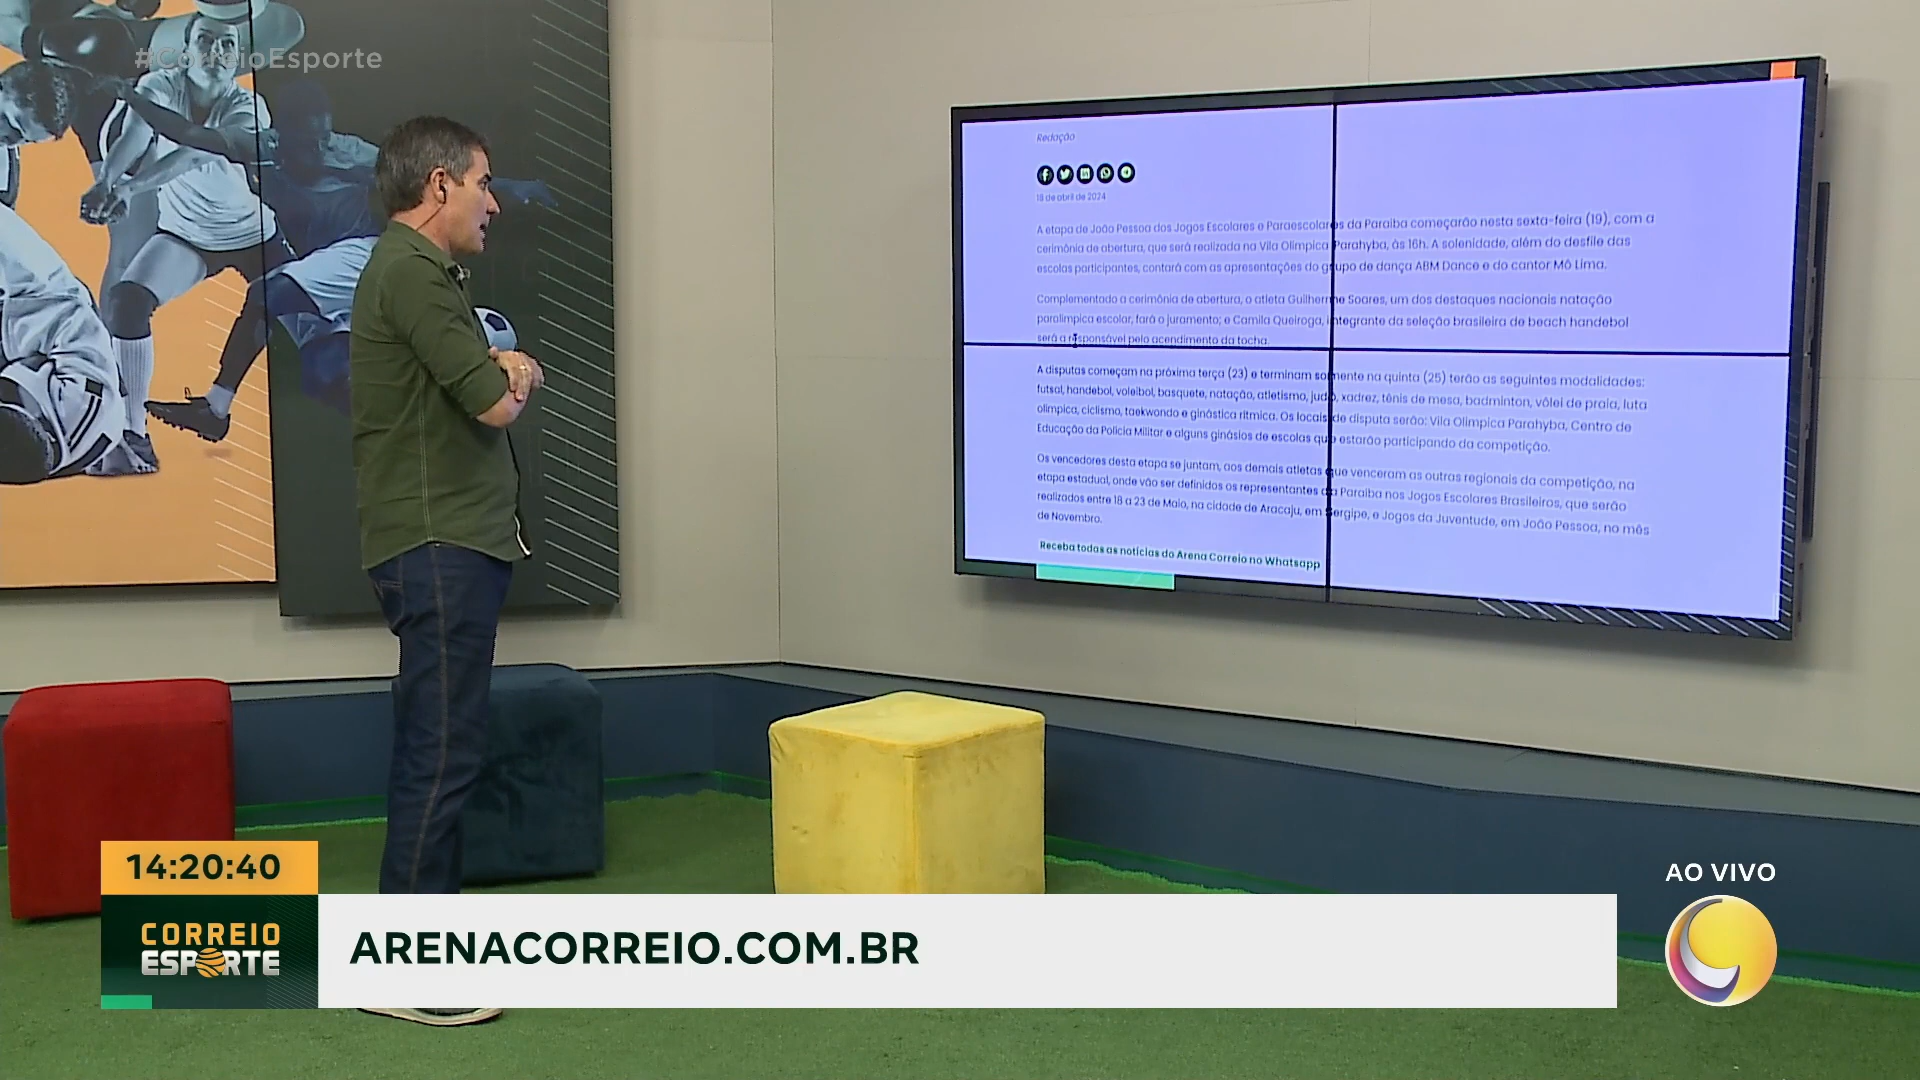 #CorreioEsporte
Redação
18 de abril de 2024
A etapa de João Pessoa dos Jogos Escolares e Paraescolares da Paraíba começarão nesta sexta-feira (19), com a
cerimônia de abertura, que será realizada na Vila Olímpica Parahyba, às 16h. A solenidade, além do desfile das
escolas participantes, contará com as apresentações do grupo de dança ABM Dance e do cantor Mô Lima.
Complementado a cerimônia de abertura, o atleta Guilherme Soares, um dos destaques nacionais natação
paralímpica escolar, fará o juramento; e Camila Queiroga, integrante da seleção brasileira de beach handebol
será a responsável pelo acendimento da tocha.
A disputas começam na próxima terça (23) e terminam somente na quinta (25) terão as seguintes modalidades:
futsal, handebol, voleibol, basquete, natação, atletismo, judô, xadrez, tênis de mesa, badminton, vôlei de praia, luta
olímpica, ciclismo, taekwondo e ginástica rítmica. Os locais de disputa serão: Vila Olímpica Parahyba, Centro de
Educação da Polícia Militar e alguns ginásios de escolas que estarão participando da competição.
Os vencedores desta etapa se juntam, aos demais atletas que venceram as outras regionais da competição, na
etapa estadual, onde vão ser definidos os representantes da Paraíba nos Jogos Escolares Brasileiros, que serão
realizados entre 18 a 23 de Maio, na cidade de Aracaju, em Sergipe, e Jogos da Juventude, em João Pessoa, no mês
de Novembro.
Receba todas as notícias do Arena Correio no Whatsapp
14:20:40
CORREIO
ESPORTE
ARENACORREIO.COM.BR
AO VIVO